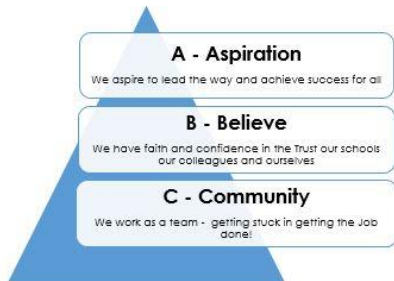 A - Aspiration
We aspire to lead the way and achieve success for all
B - Believe
We have faith and confidence in the Trust our schools
our colleagues and ourselves
C - Community
We work as a team - getting stuck in getting the Job
done!